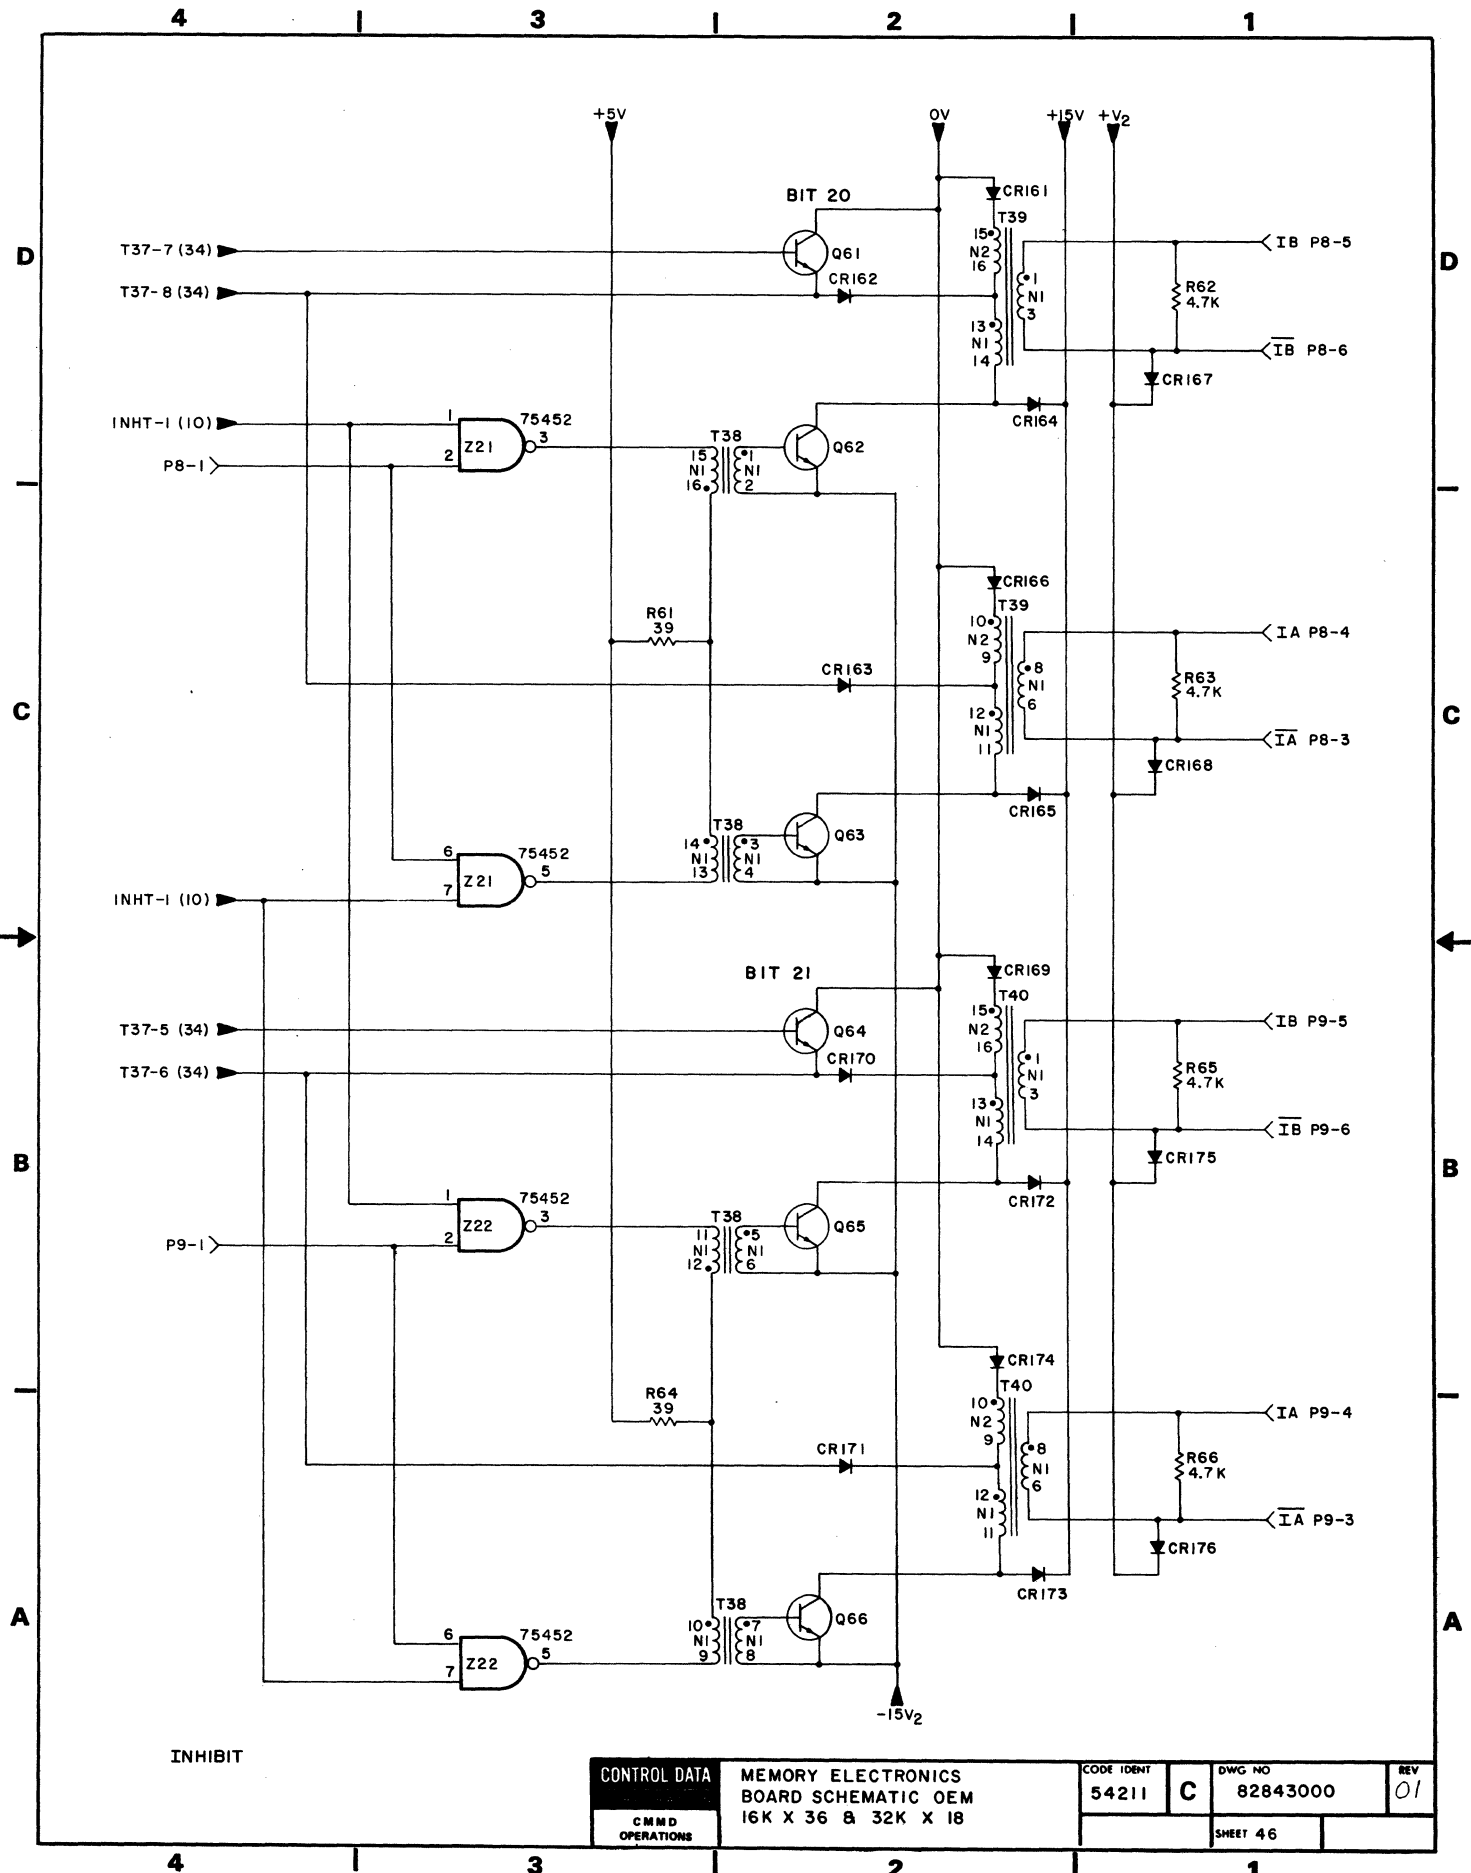 4 3 2 1
+5V 0V +15V +V2
D D
BIT 20
CR161
T39
T37-7 (34)
Q61
15
N2
16
IB P8-5
CR162
T37-8 (34)
1
N1
3
R62
4.7K
13
N1
14
IB P8-6
CR167
INHT-1 (10)
1
75452
Z21
3
CR164
T38
Q62
P8-1
2
15
N1
16
1
N1
2
CR166
R61
39
T39
10
N2
9
IA P8-4
CR163
8
N1
6
R63
4.7K
C C
12
N1
11
IA P8-3
CR168
CR165
T38
Q63
6
75452
14
N1
13
3
N1
4
Z21
5
7
INHT-1 (10)
BIT 21
CR169
T40
T37-5 (34)
Q64
15
N2
16
IB P9-5
CR170
T37-6 (34)
1
N1
3
R65
4.7K
13
N1
14
IB P9-6
B B
CR175
CR172
1
75452
Z22
3
T38
Q65
P9-1
2
11
N1
12
5
N1
6
CR174
T40
R64
39
10
N2
9
IA P9-4
CR171
8
N1
6
R66
4.7K
12
N1
11
IA P9-3
CR176
CR173
A A
T38
Q66
6
75452
10
N1
9
7
N1
8
Z22
5
7
-15V2
INHIBIT
CONTROL DATA
CMMD
OPERATIONS
MEMORY ELECTRONICS
BOARD SCHEMATIC OEM
16K X 36 & 32K X 18
CODE IDENT
54211
C
DWG NO
82843000
REV
01
SHEET 46
4 3 2 1